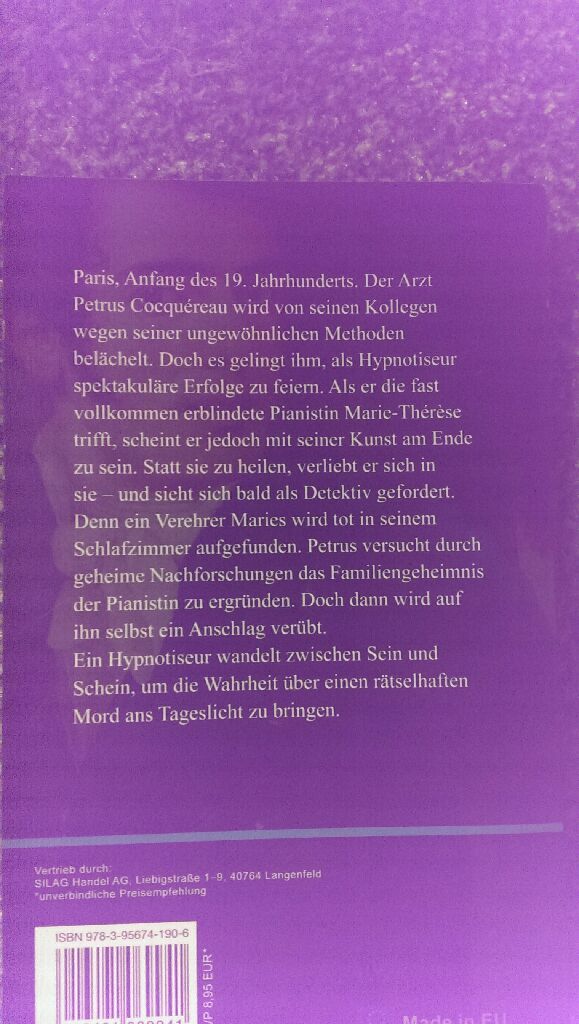 Paris, Anfang des 19. Jahrhunderts. Der Arzt
Petrus Cocquéreau wird von seinen Kollegen
wegen seiner ungewöhnlichen Methoden
belächelt. Doch es gelingt ihm, als Hypnotiseur
spektakuläre Erfolge zu feiern. Als er die fast
vollkommen erblindete Pianistin Marie-Thérèse
trifft, scheint er jedoch mit seiner Kunst am Ende
zu sein. Statt sie zu heilen, verliebt er sich in
sie – und sieht sich bald als Detektiv gefordert.
Denn ein Verehrer Maries wird tot in seinem
Schlafzimmer aufgefunden. Petrus versucht durch
geheime Nachforschungen das Familiengeheimnis
der Pianistin zu ergründen. Doch dann wird auf
ihn selbst ein Anschlag verübt.
Ein Hypnotiseur wandelt zwischen Sein und
Schein, um die Wahrheit über einen rätselhaften
Mord ans Tageslicht zu bringen.
Vertrieb durch:
SILAG Handel AG, Liebigstraße 1–9, 40764 Langenfeld
*unverbindliche Preisempfehlung
ISBN 978-3-95674-190-6
8,95 EUR*
Made in EU